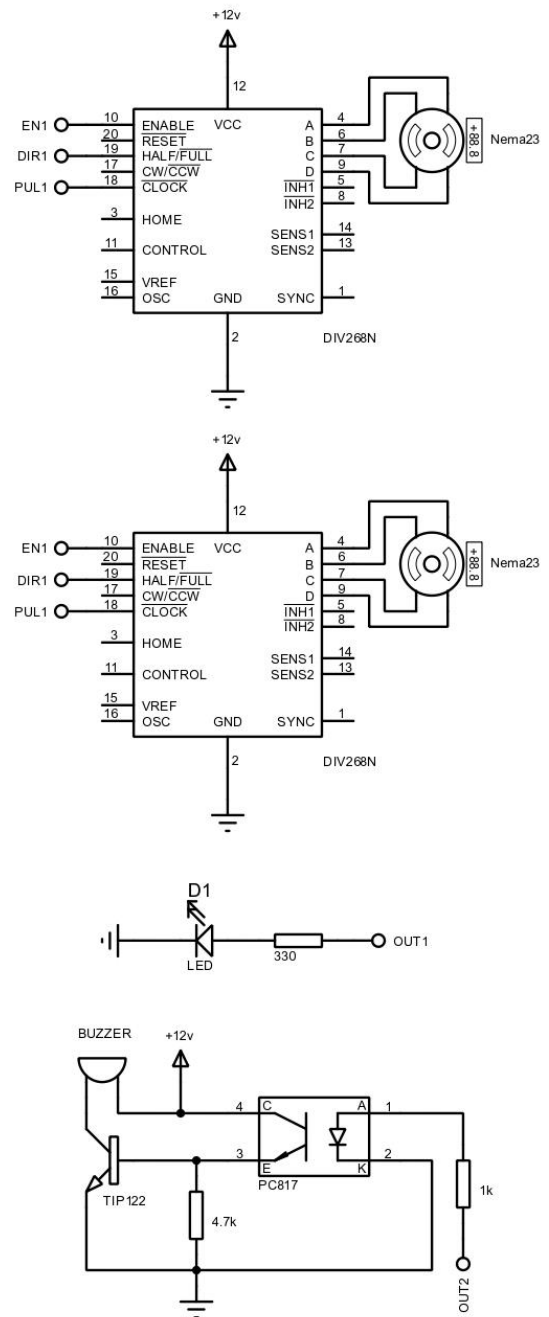 +12v
12
EN1 10 ENABLE VCC A 4
20 RESET B 6
DIR1 19 HALF/FULL C 7
17 CW/CCW D 9
PUL1 18 CLOCK INH1 5
INH2 8
3 HOME
SENS1 14
11 CONTROL SENS2 13
15 VREF
16 OSC GND SYNC 1
+88.8
Nema23
2
DIV268N
+12v
12
EN1 10 ENABLE VCC A 4
20 RESET B 6
DIR1 19 HALF/FULL C 7
17 CW/CCW D 9
PUL1 18 CLOCK INH1 5
INH2 8
3 HOME
SENS1 14
11 CONTROL SENS2 13
15 VREF
16 OSC GND SYNC 1
+88.8
Nema23
2
DIV268N
D1
LED
330
OUT1
BUZZER
+12v
4 C A 1
3 E K 2
PC817
TIP122
4.7k
1k
OUT2